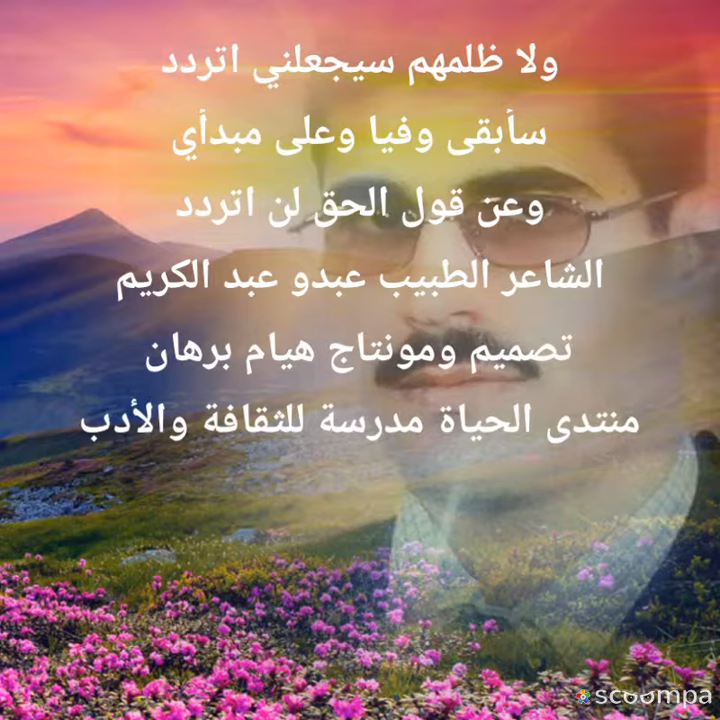 ولا ظلمهم سيجعلني اتردد
سأبقى وفيا وعلى مبدأي
وعن قول الحق لن اتردد
الشاعر الطبيب عبدو عبد الكريم
تصميم ومونتاج هيام برهان
منتدى الحياة مدرسة للثقافة والأدب
scoompa